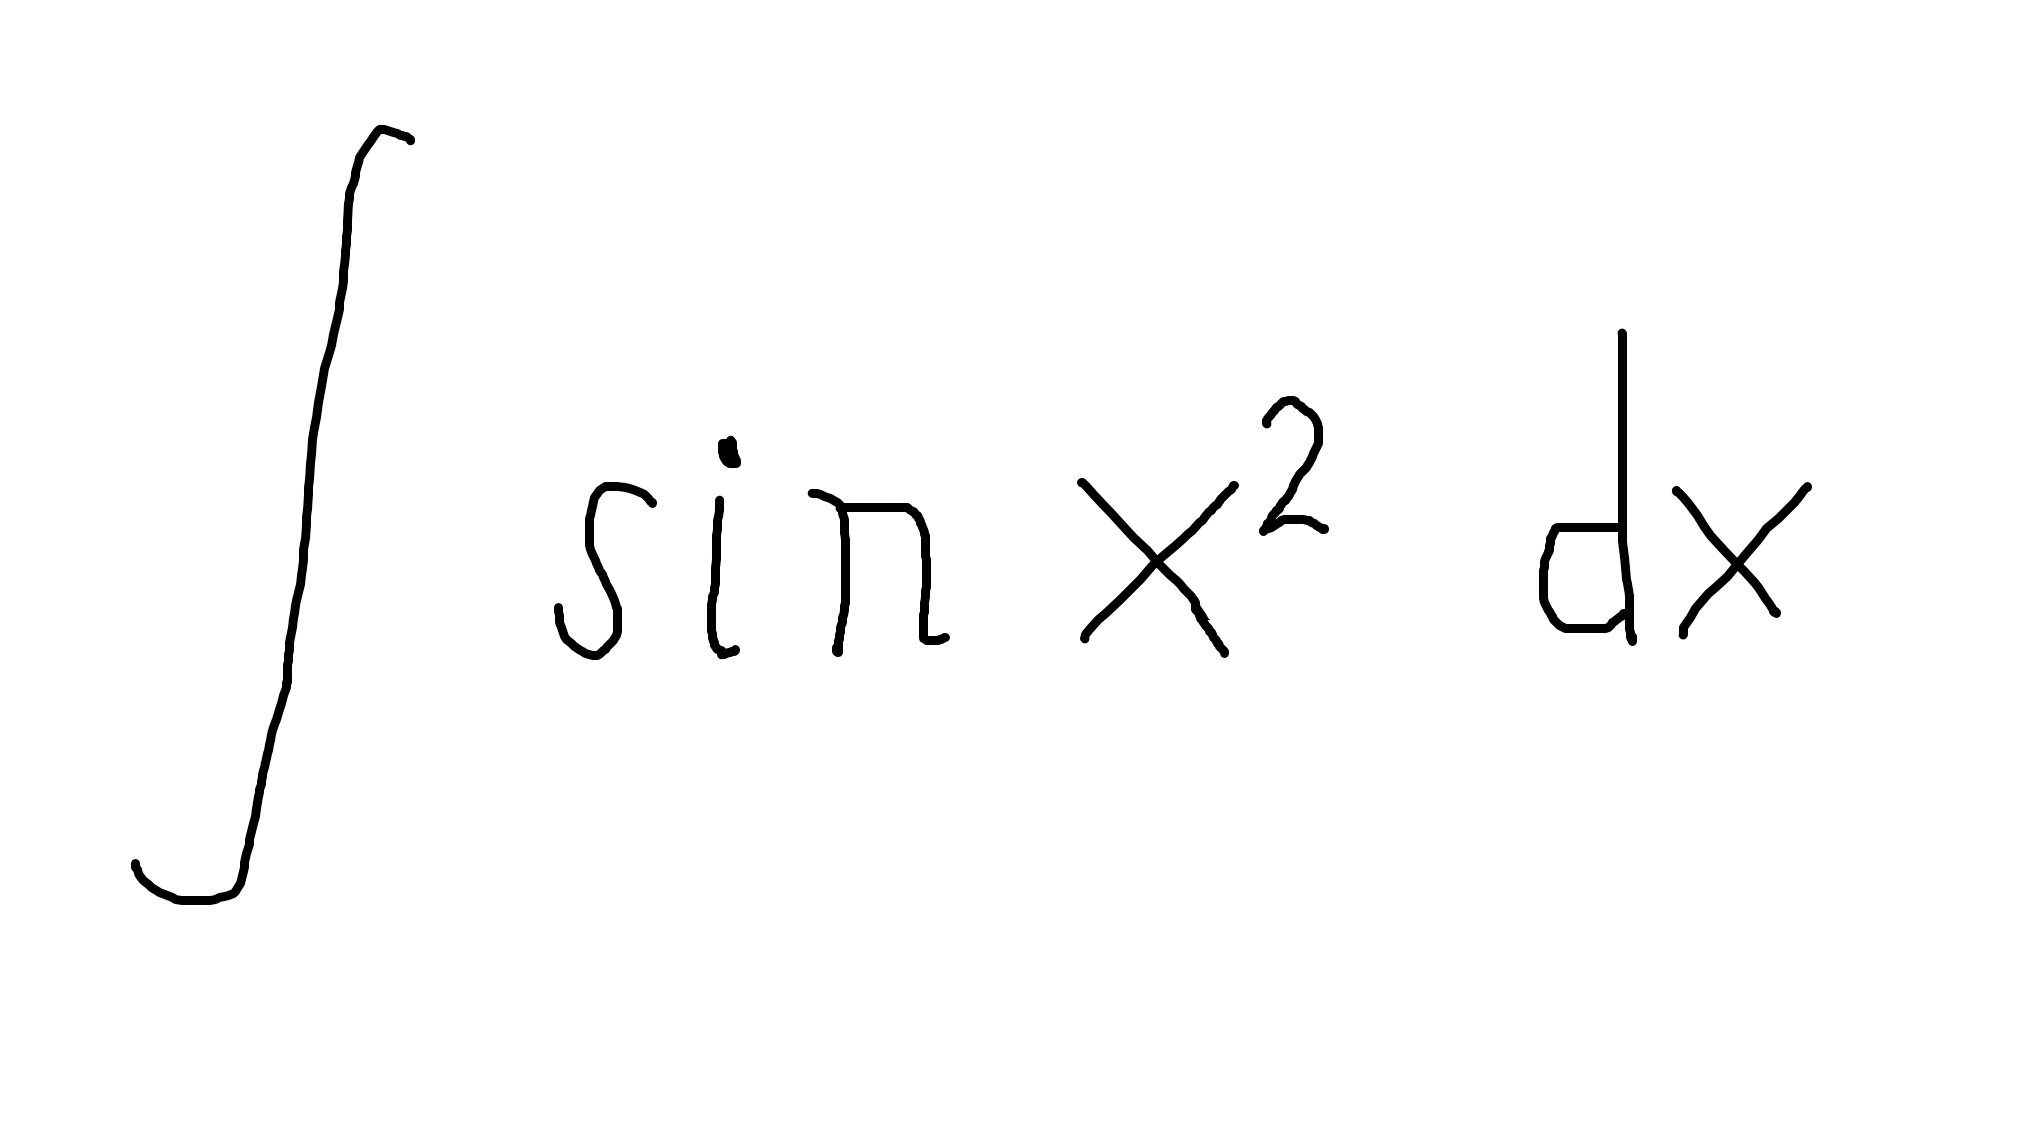 ∫ sin x² dx